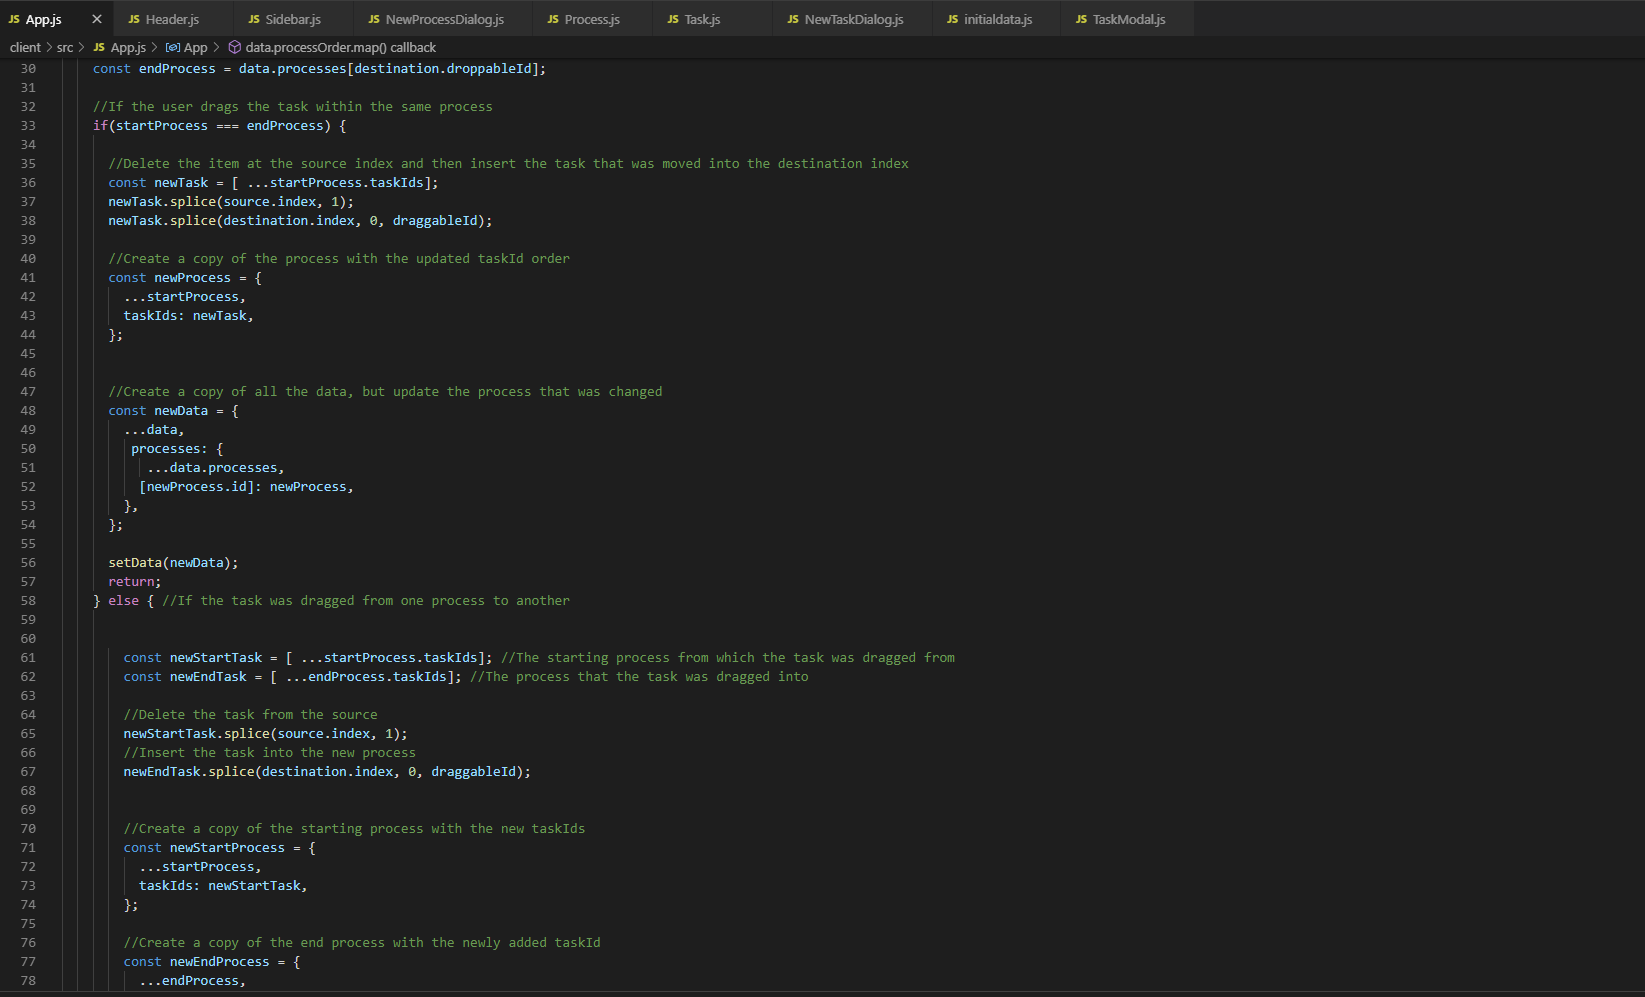 JS App.js × JS Header.js JS Sidebar.js JS NewProcessDialog.js JS Process.js JS Task.js JS NewTaskDialog.js JS initialdata.js JS TaskModal.js
client > src > JS App.js > App > data.processOrder.map() callback
30 const endProcess = data.processes[destination.droppableId];
31
32 //If the user drags the task within the same process
33 if(startProcess === endProcess) {
34
35 //Delete the item at the source index and then insert the task that was moved into the destination index
36 const newTask = [ ...startProcess.taskIds];
37 newTask.splice(source.index, 1);
38 newTask.splice(destination.index, 0, draggableId);
39
40 //Create a copy of the process with the updated taskId order
41 const newProcess = {
42 ...startProcess,
43 taskIds: newTask,
44 };
45
46
47 //Create a copy of all the data, but update the process that was changed
48 const newData = {
49 ...data,
50 processes: {
51 ...data.processes,
52 [newProcess.id]: newProcess,
53 },
54 };
55
56 setData(newData);
57 return;
58 } else { //If the task was dragged from one process to another
59
60
61 const newStartTask = [ ...startProcess.taskIds]; //The starting process from which the task was dragged from
62 const newEndTask = [ ...endProcess.taskIds]; //The process that the task was dragged into
63
64 //Delete the task from the source
65 newStartTask.splice(source.index, 1);
66 //Insert the task into the new process
67 newEndTask.splice(destination.index, 0, draggableId);
68
69
70 //Create a copy of the starting process with the new taskIds
71 const newStartProcess = {
72 ...startProcess,
73 taskIds: newStartTask,
74 };
75
76 //Create a copy of the end process with the newly added taskId
77 const newEndProcess = {
78 ...endProcess,